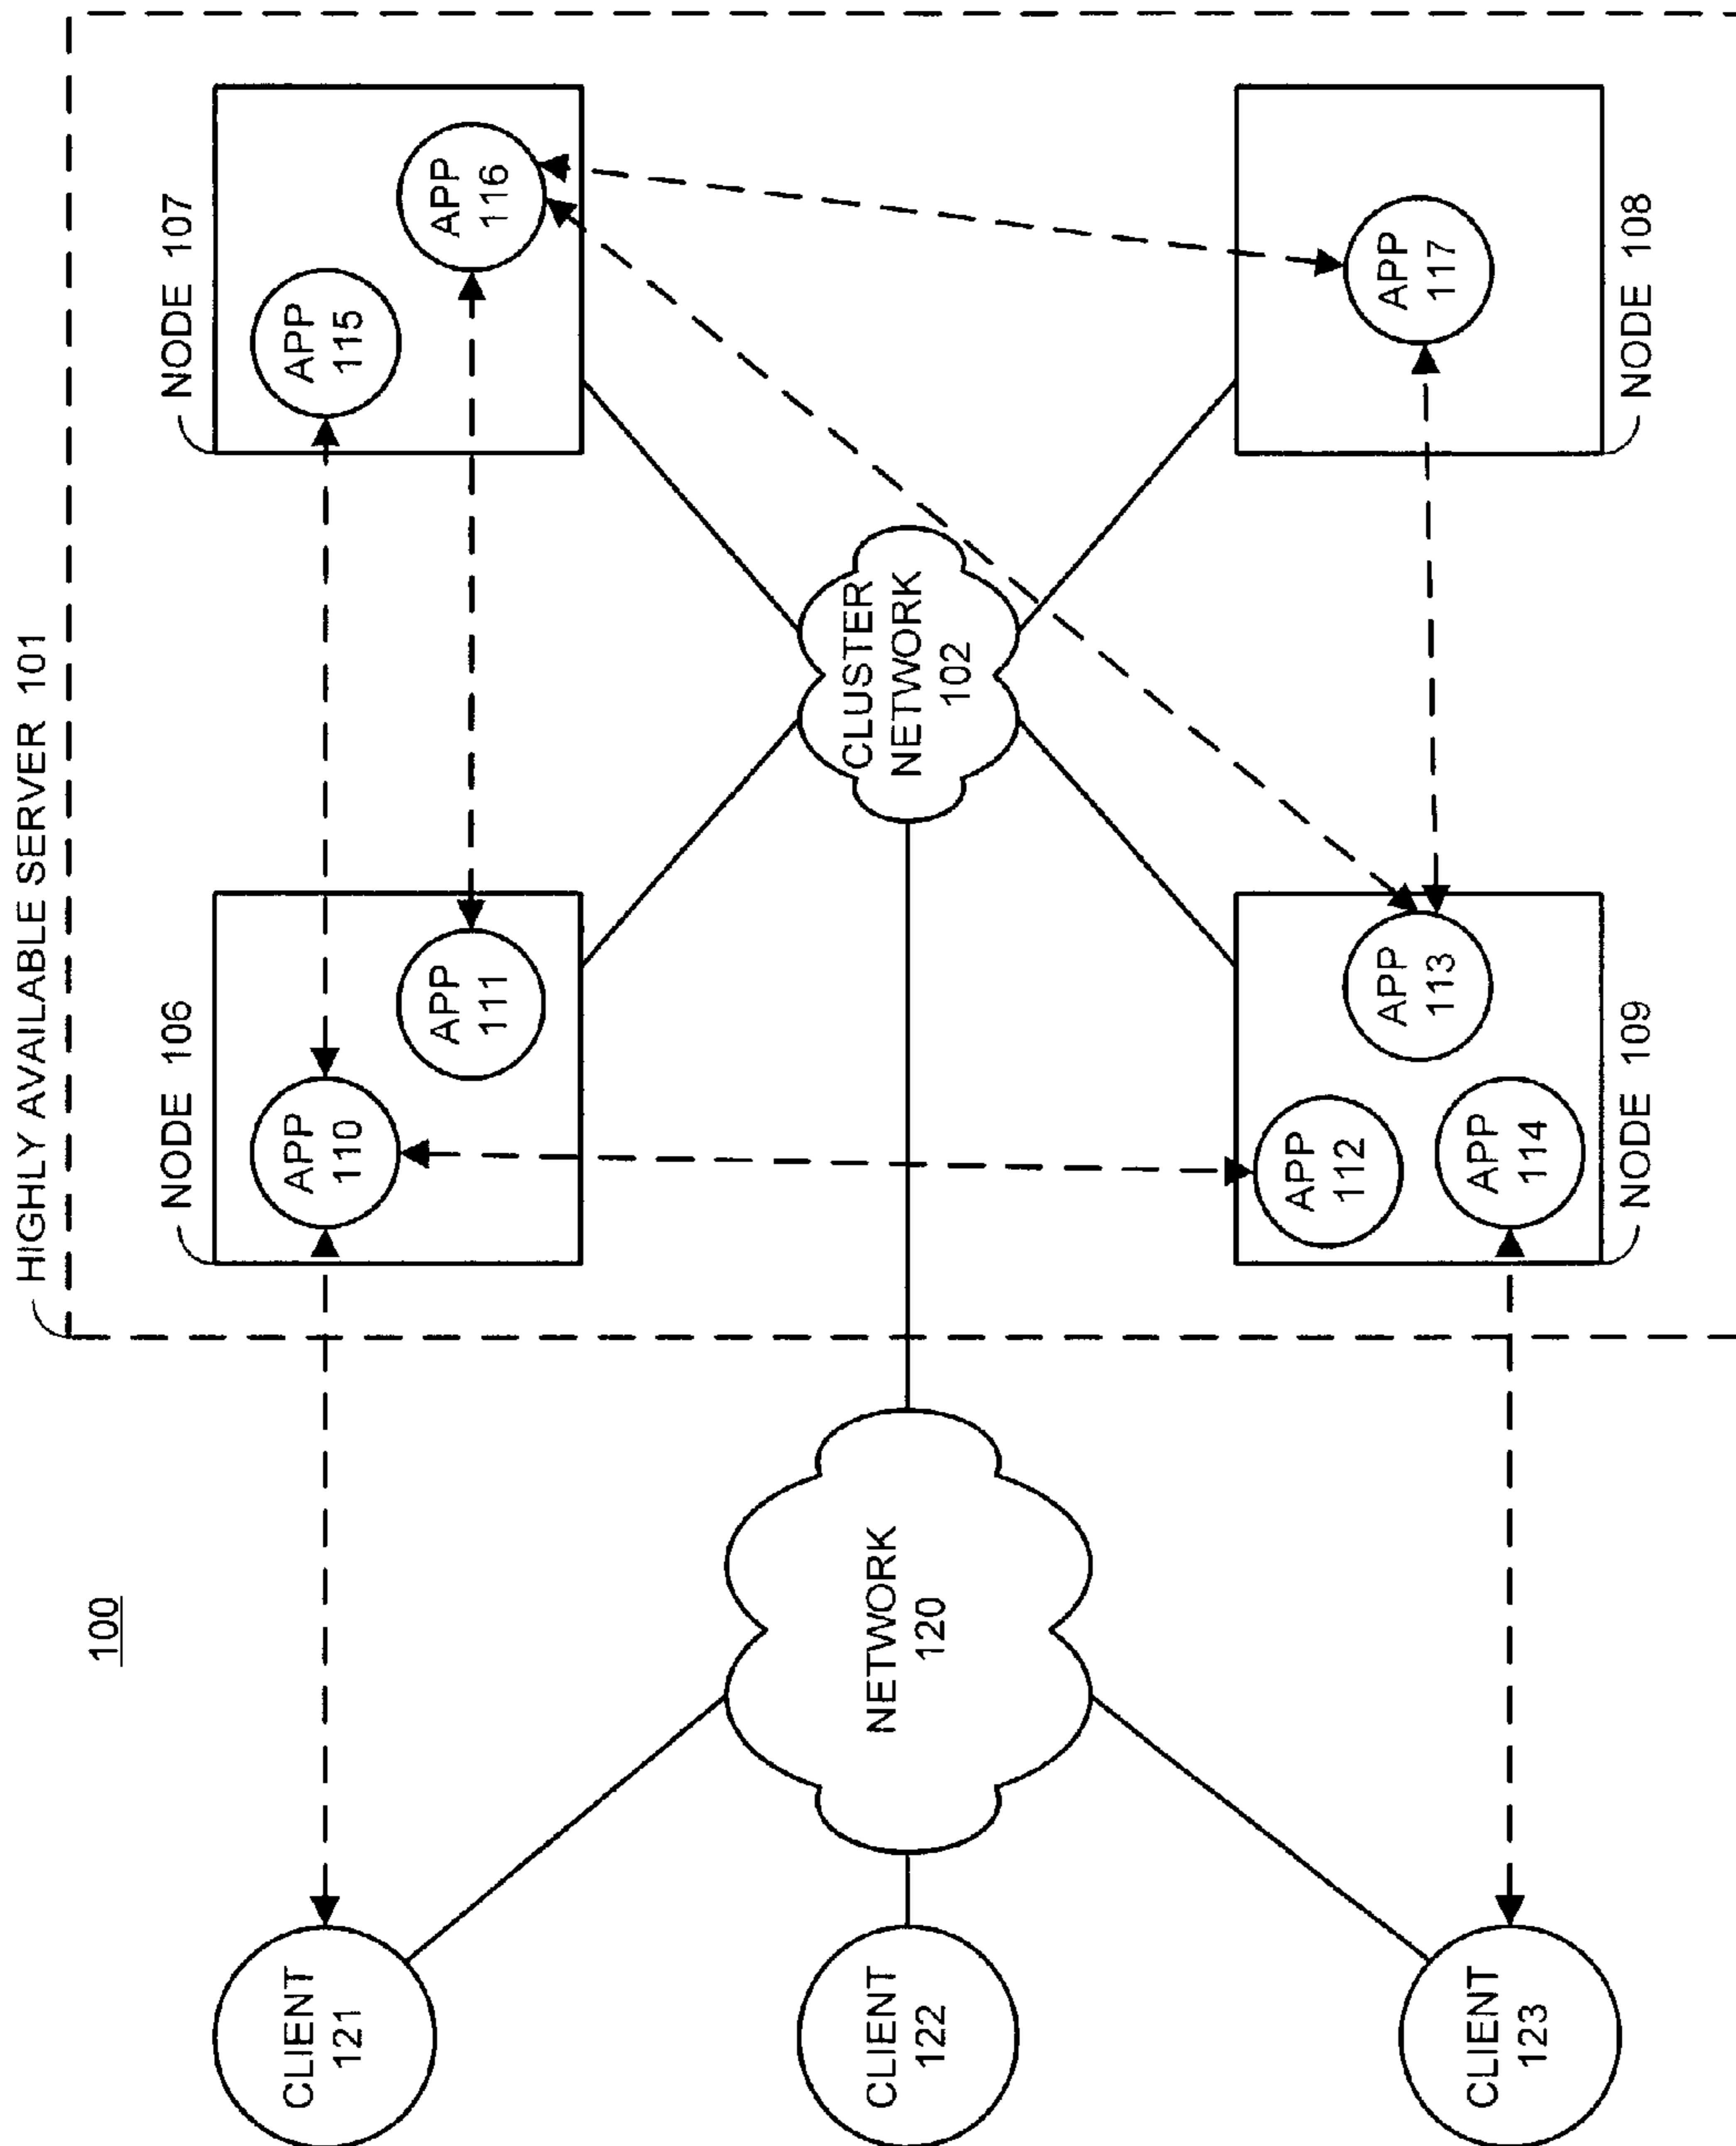 100
HIGHLY AVAILABLE SERVER 101
NODE 106
NODE 107
CLIENT
121
APP
110
APP
111
APP
115
APP
116
CLIENT
122
NETWORK
120
CLUSTER
NETWORK
102
CLIENT
123
APP
112
APP
113
APP
114
APP
117
NODE 109
NODE 108